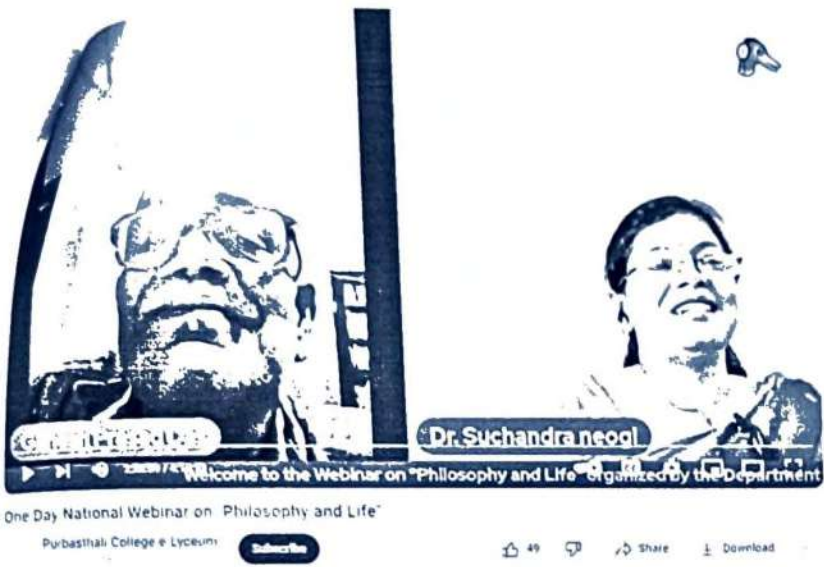 Dr. Suchandra neogi
Welcome to the Webinar on "Philosophy and Life" organized by the Department
One Day National Webinar on "Philosophy and Life"
Purbasthali College e Lyceum
Subscribe
49
Share
Download